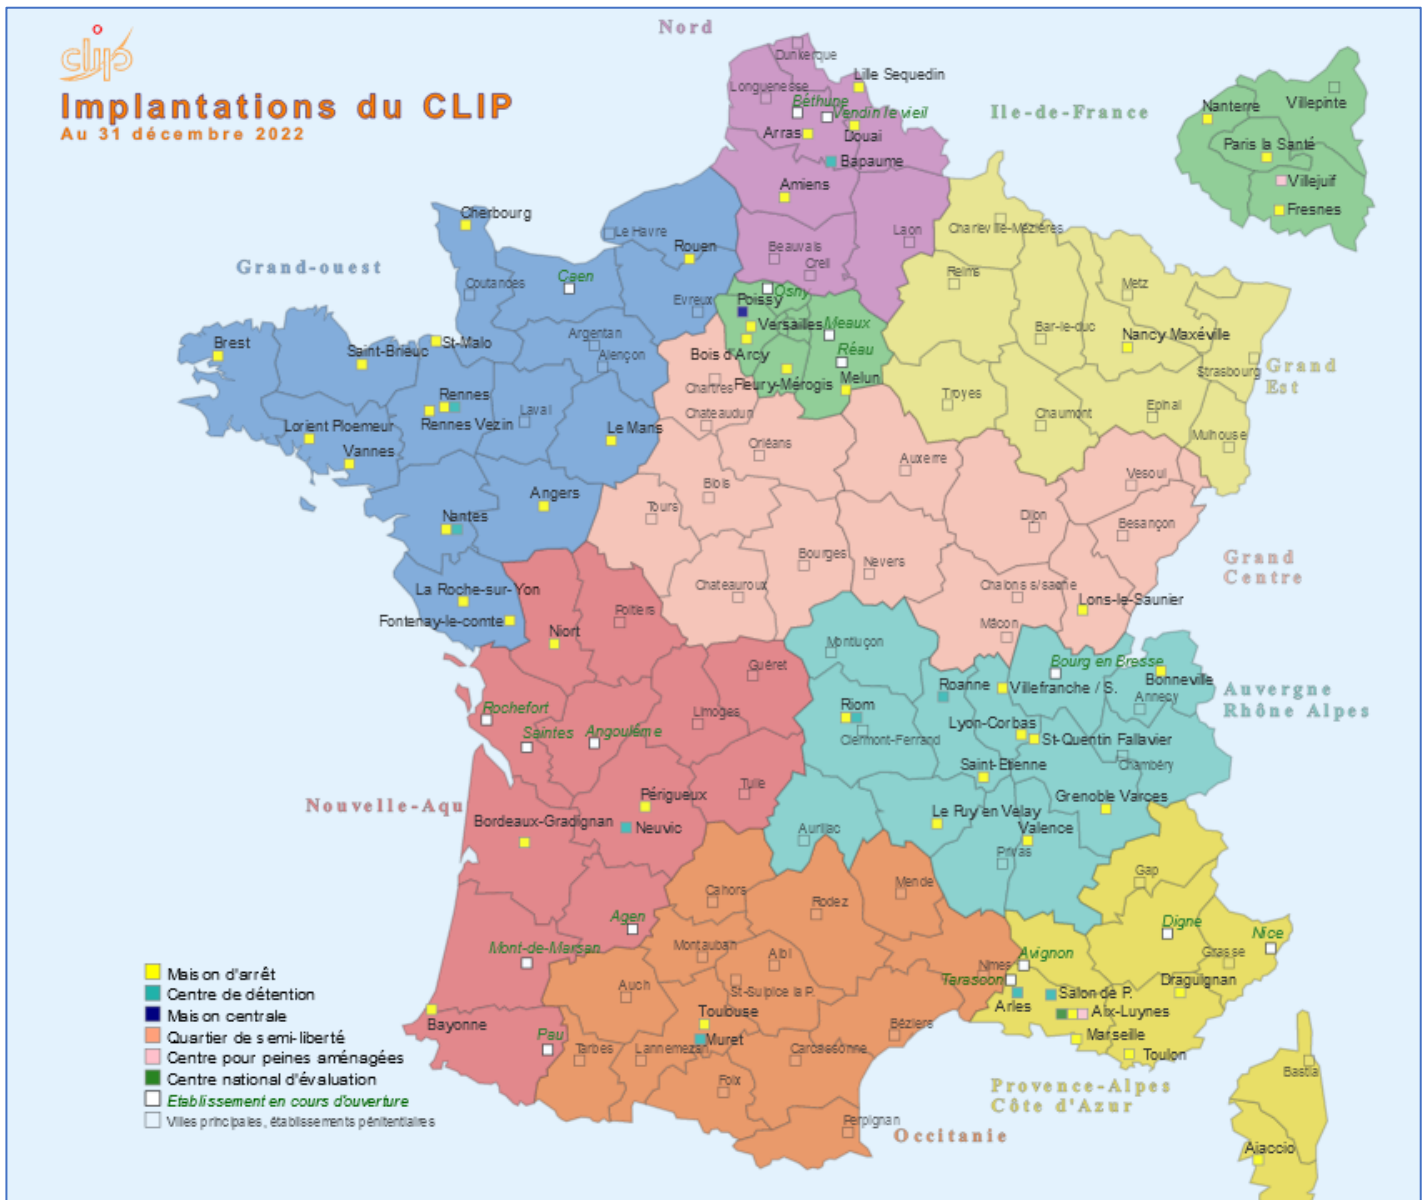 clip
Implantations du CLIP
Au 31 décembre 2022
Nord
Dunkerque
Lille Sequedin
Longuenesse
Béthune
Vendin le vieil
Arras
Douai
Bapaume
Amiens
Beauvais
Creil
Laon
Ile-de-France
Nanterre
Villepinte
Paris la Santé
Villejuif
Fresnes
Grand-ouest
Cherbourg
Le Havre
Rouen
Coutances
Caen
Evreux
Argentan
Alençon
Brest
Saint-Brieuc
St-Malo
Rennes
Rennes Vezin
Laval
Le Mans
Lorient Ploemeur
Vannes
Angers
Nantes
La Roche-sur-Yon
Fontenay-le-comte
Osny
Poissy
Versailles
Meaux
Réau
Bois d'Arcy
Fleury-Mérogis
Melun
Charleville-Mézières
Reims
Metz
Bar-le-duc
Nancy Maxéville
Strasbourg
Grand
Est
Troyes
Chaumont
Epinal
Mulhouse
Chartres
Chateaudun
Orléans
Auxerre
Vesoul
Blois
Tours
Dijon
Besançon
Bourges
Nevers
Chateauroux
Chalons s/saône
Lons-le-Saunier
Mâcon
Grand
Centre
Niort
Poitiers
Guéret
Rochefort
Saintes
Angoulême
Limoges
Tulle
Périgueux
Neuvic
Nouvelle-Aqu
Bordeaux-Gradignan
Agen
Mont-de-Marsan
Bayonne
Pau
Montluçon
Bourg en Bresse
Bonneville
Roanne
Villefranche / S.
Annecy
Auvergne
Rhône Alpes
Riom
Clermont-Ferrand
Lyon-Corbas
St-Quentin Fallavier
Chambéry
Saint-Etienne
Grenoble Varces
Le Puy en Velay
Valence
Aurillac
Privas
Cahors
Rodez
Mende
Montauban
Albi
Nimes
Auch
St-Sulpice la P.
Toulouse
Muret
Béziers
Tarbes
Lannemezan
Carcassonne
Foix
Perpignan
Occitanie
Gap
Digne
Nice
Avignon
Grasse
Tarascon
Draguignan
Arles
Salon de P.
Aix-Luynes
Marseille
Toulon
Provence-Alpes
Côte d'Azur
Bastia
Ajaccio
Maison d'arrêt
Centre de détention
Maison centrale
Quartier de semi-liberté
Centre pour peines aménagées
Centre national d'évaluation
Etablissement en cours d'ouverture
Villes principales, établissements pénitentiaires